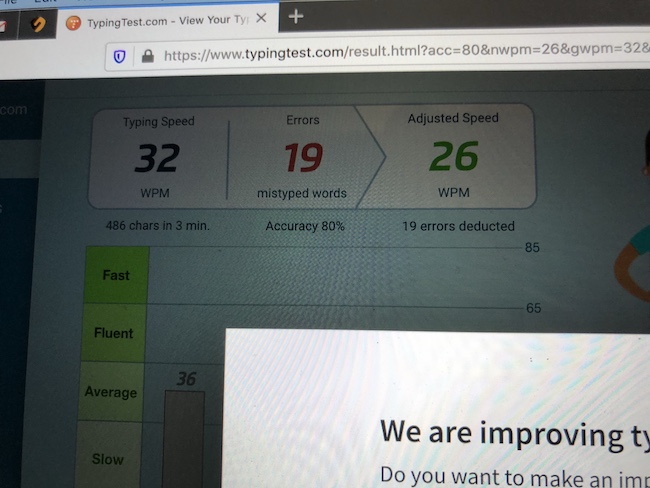 TypingTest.com - View Your Ty
https://www.typingtest.com/result.html?acc=80&nwpm=26&gwpm=32&
com
Typing Speed
Errors
Adjusted Speed
32
19
26
WPM
mistyped words
WPM
486 chars in 3 min.
Accuracy 80%
19 errors deducted
85
Fast
65
Fluent
36
Average
Slow
We are improving ty
Do you want to make an imp